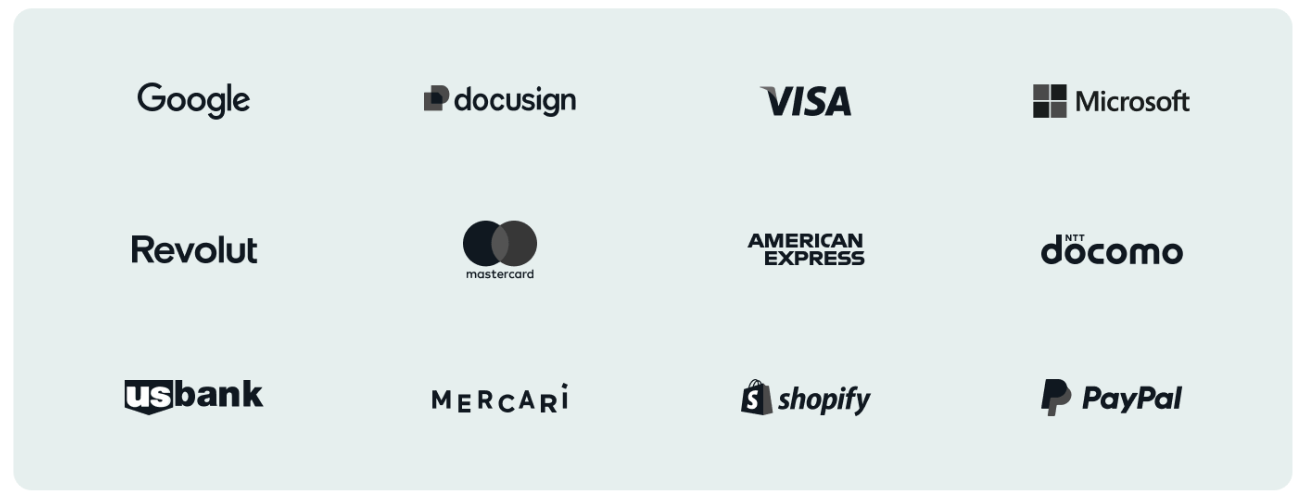 Google
docusign
VISA
Microsoft
Revolut
mastercard
AMERICAN
EXPRESS
NTT
docomo
usbank
MERCARi
S shopify
PayPal